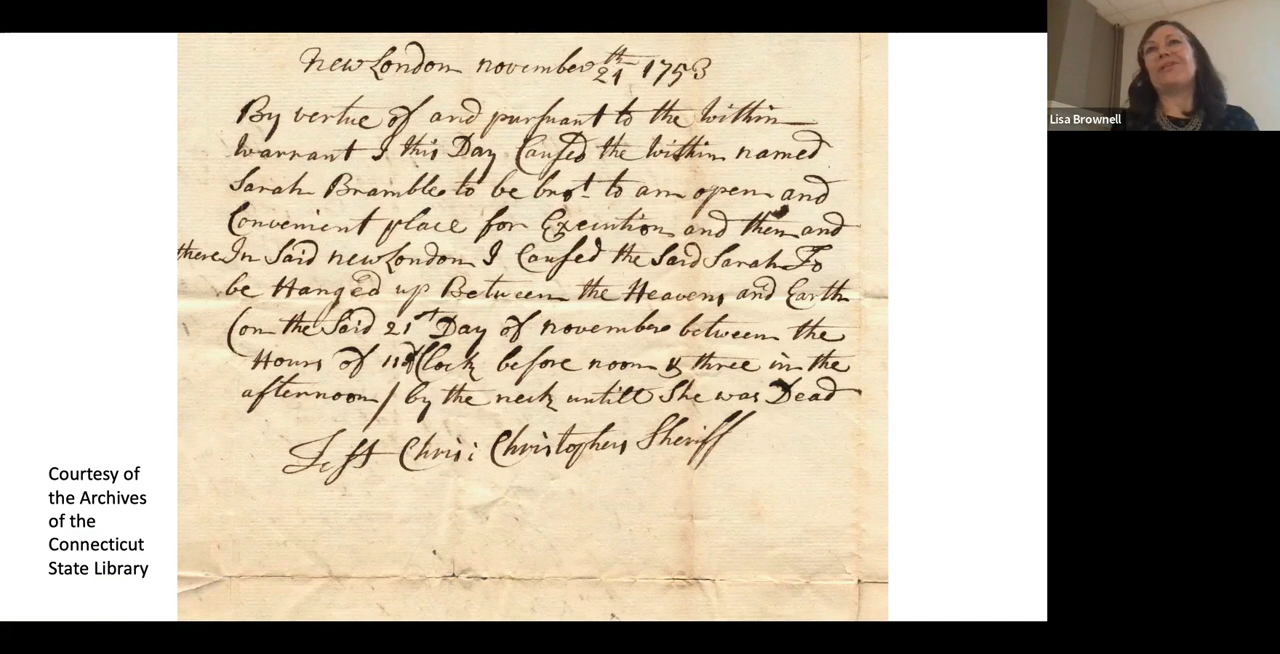 New London november 21th 1753
By vertue of and pursuant to the within
warrant I this Day Caused the within named
Sarah Bramble to be brot to an open and
Convenient place for Execution and then and
there In Said new London I Caused the Said Sarah To
be Hanged up Between the Heavens and Earth
(on the Said 21st Day of november between the
Hours of 11 oClock before noon & three in the
afternoon) by the neck untill She was Dead
Test Chris: Christophers Sheriff
Courtesy of
the Archives
of the
Connecticut
State Library
Lisa Brownell